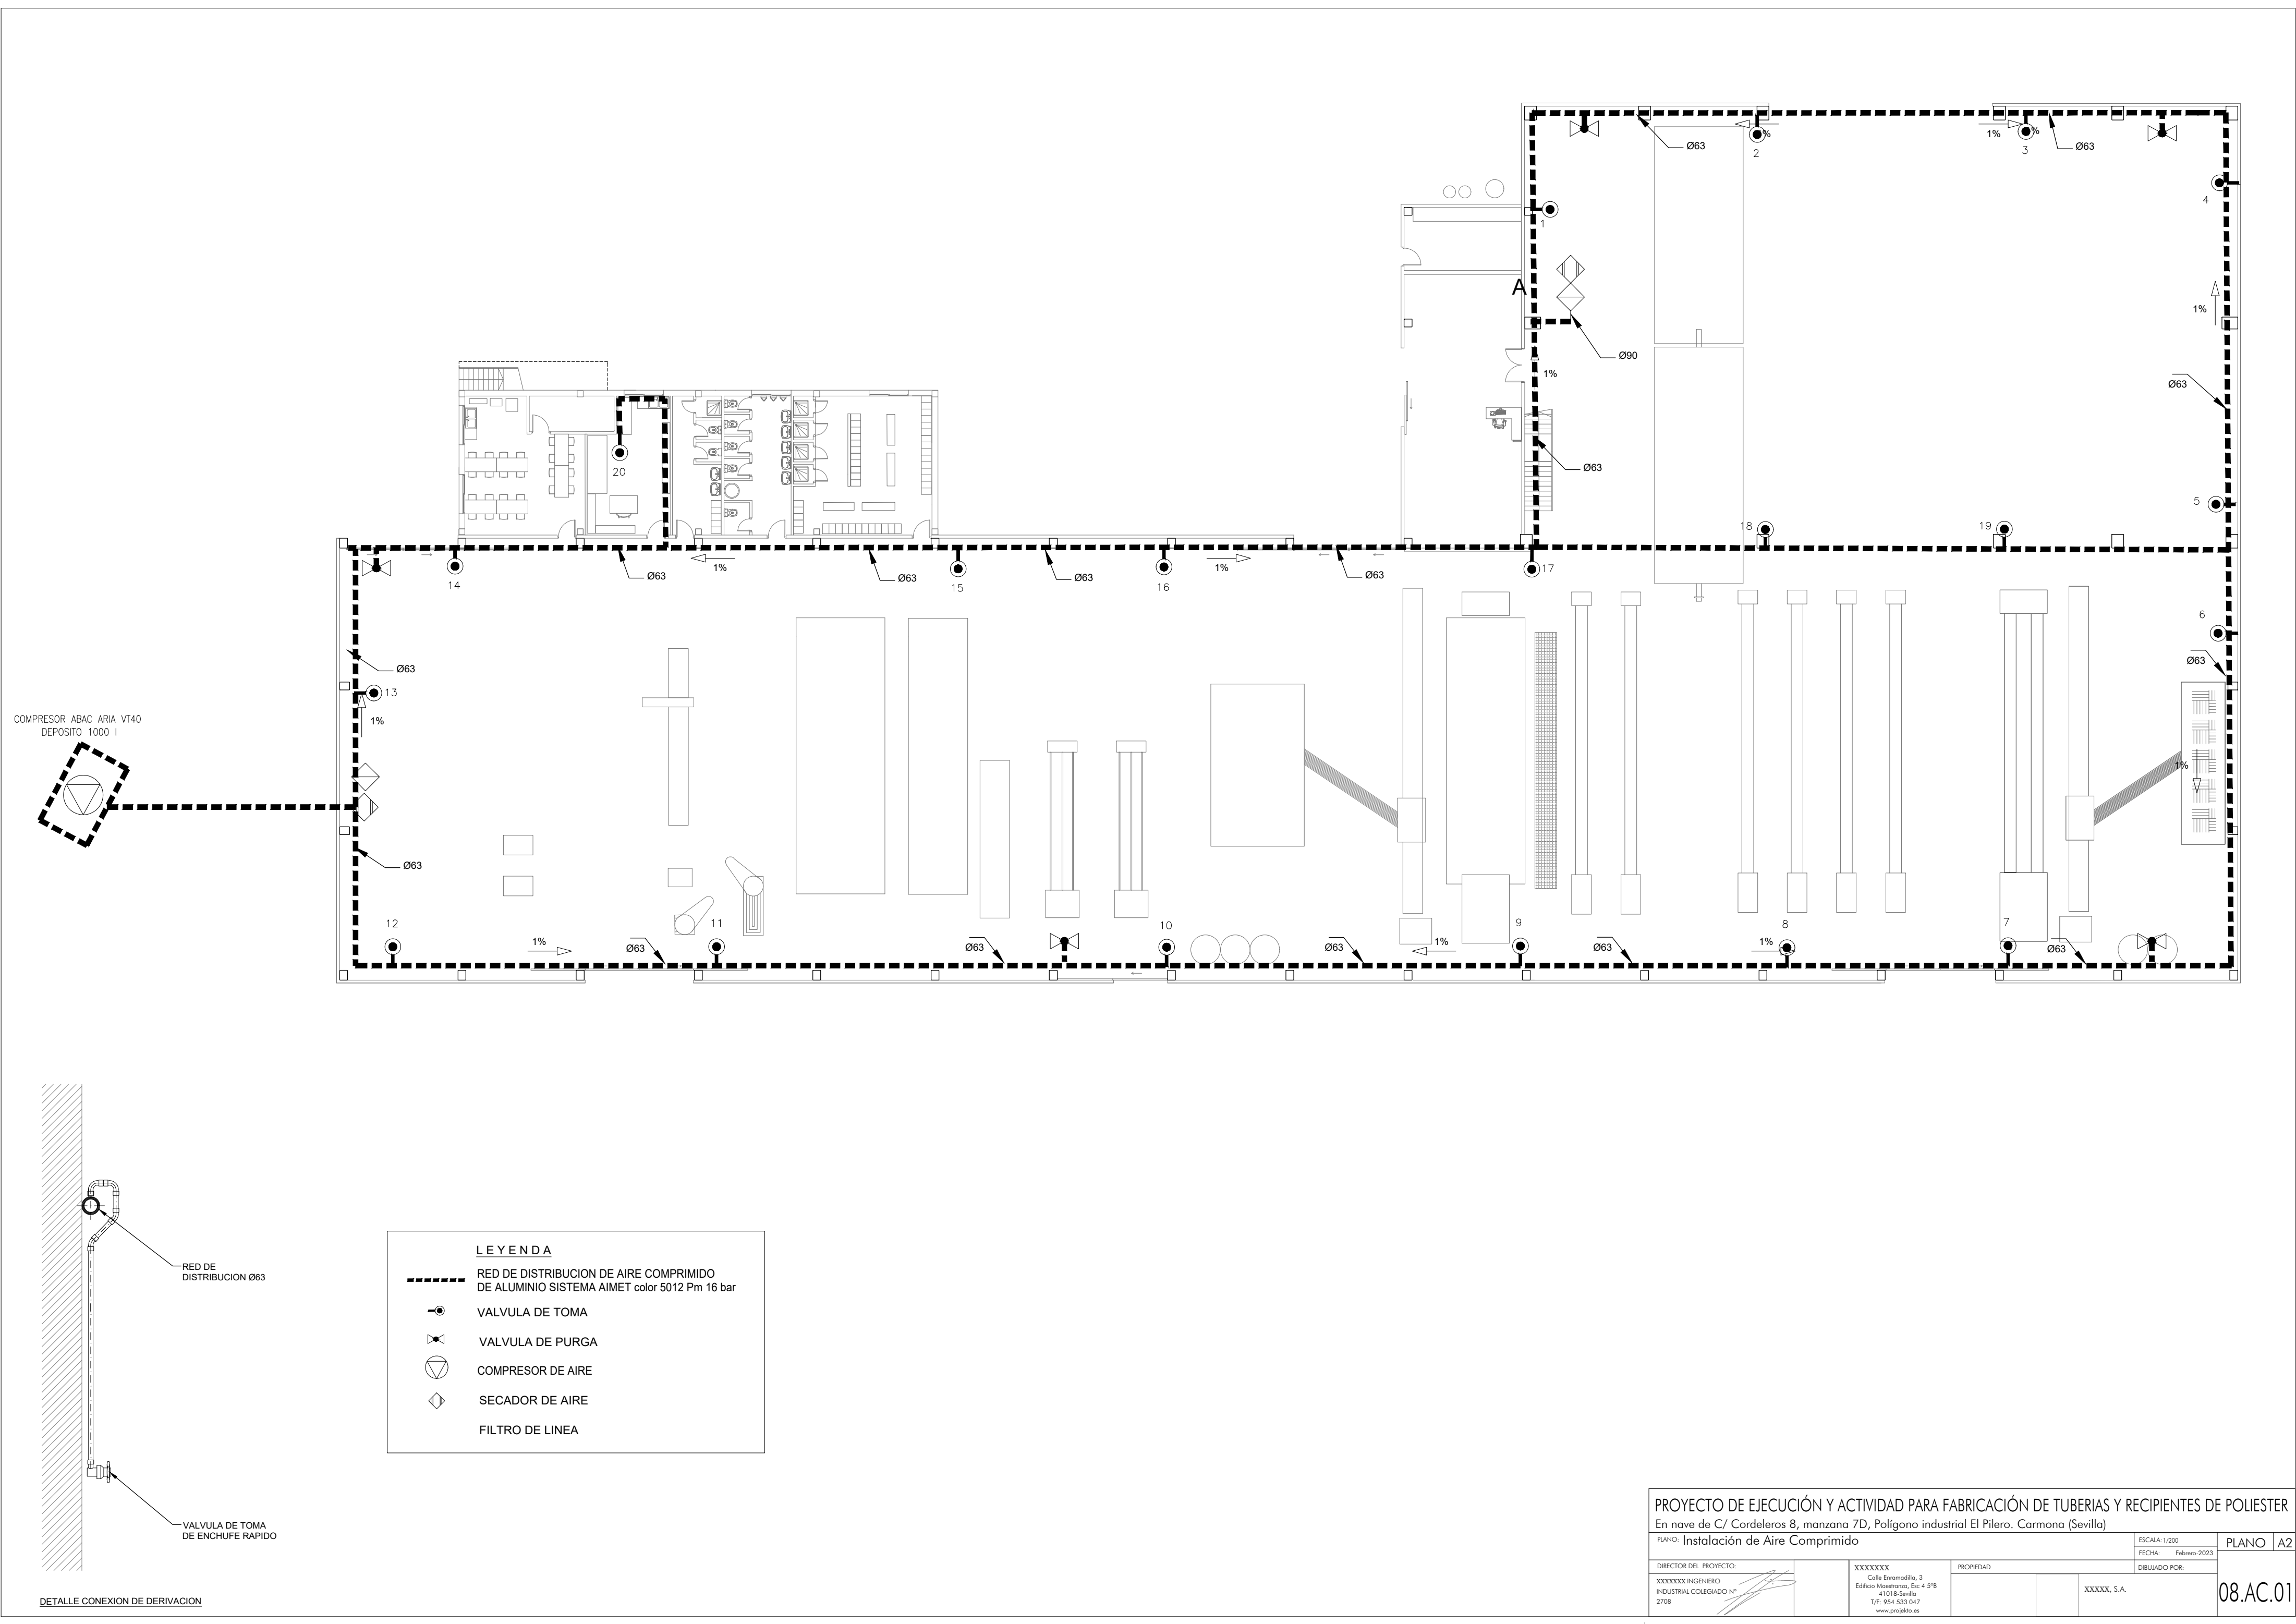 Ø63
1%
2
1%
1%
3
Ø63
4
1
A
1%
Ø90
1%
Ø63
Ø63
20
5
18
19
14
Ø63
1%
Ø63
15
Ø63
16
1%
Ø63
17
6
Ø63
Ø63
13
1%
COMPRESOR ABAC ARIA VT40
DEPOSITO 1000 l
1%
Ø63
12
11
10
9
8
7
1%
Ø63
Ø63
Ø63
1%
Ø63
1%
Ø63
RED DE
DISTRIBUCION Ø63
VALVULA DE TOMA
DE ENCHUFE RAPIDO
DETALLE CONEXION DE DERIVACION
LEYENDA
RED DE DISTRIBUCION DE AIRE COMPRIMIDO
DE ALUMINIO SISTEMA AIMET color 5012 Pm 16 bar
VALVULA DE TOMA
VALVULA DE PURGA
COMPRESOR DE AIRE
SECADOR DE AIRE
FILTRO DE LINEA
PROYECTO DE EJECUCIÓN Y ACTIVIDAD PARA FABRICACIÓN DE TUBERIAS Y RECIPIENTES DE POLIESTER
En nave de C/ Cordeleros 8, manzana 7D, Polígono industrial El Pilero. Carmona (Sevilla)
PLANO: Instalación de Aire Comprimido
ESCALA: 1/200
FECHA: Febrero-2023
PLANO A2
DIRECTOR DEL PROYECTO:
XXXXXXX INGENIERO
INDUSTRIAL COLEGIADO Nº
2708
XXXXXXX
Calle Enramadilla, 3
Edificio Maestranza, Esc 4 5ºB
41018-Sevilla
T/F: 954 533 047
www.projekto.es
PROPIEDAD
XXXXX, S.A.
DIBUJADO POR:
08.AC.01